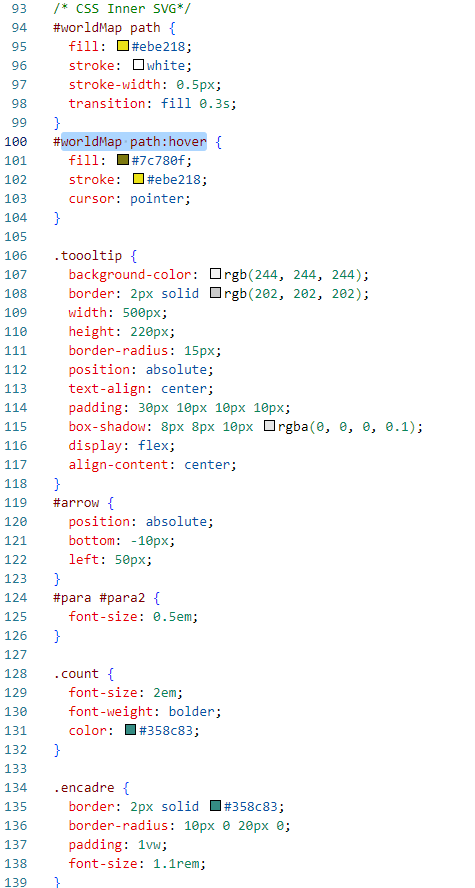 93 /* CSS Inner SVG*/
94 #worldMap path {
95 fill: #ebe218;
96 stroke: white;
97 stroke-width: 0.5px;
98 transition: fill 0.3s;
99 }
100 #worldMap path:hover {
101 fill: #7c780f;
102 stroke: #ebe218;
103 cursor: pointer;
104 }
105
106 .toooltip {
107 background-color: rgb(244, 244, 244);
108 border: 2px solid rgb(202, 202, 202);
109 width: 500px;
110 height: 220px;
111 border-radius: 15px;
112 position: absolute;
113 text-align: center;
114 padding: 30px 10px 10px 10px;
115 box-shadow: 8px 8px 10px rgba(0, 0, 0, 0.1);
116 display: flex;
117 align-content: center;
118 }
119 #arrow {
120 position: absolute;
121 bottom: -10px;
122 left: 50px;
123 }
124 #para #para2 {
125 font-size: 0.5em;
126 }
127
128 .count {
129 font-size: 2em;
130 font-weight: bolder;
131 color: #358c83;
132 }
133
134 .encadre {
135 border: 2px solid #358c83;
136 border-radius: 10px 0 20px 0;
137 padding: 1vw;
138 font-size: 1.1rem;
139 }